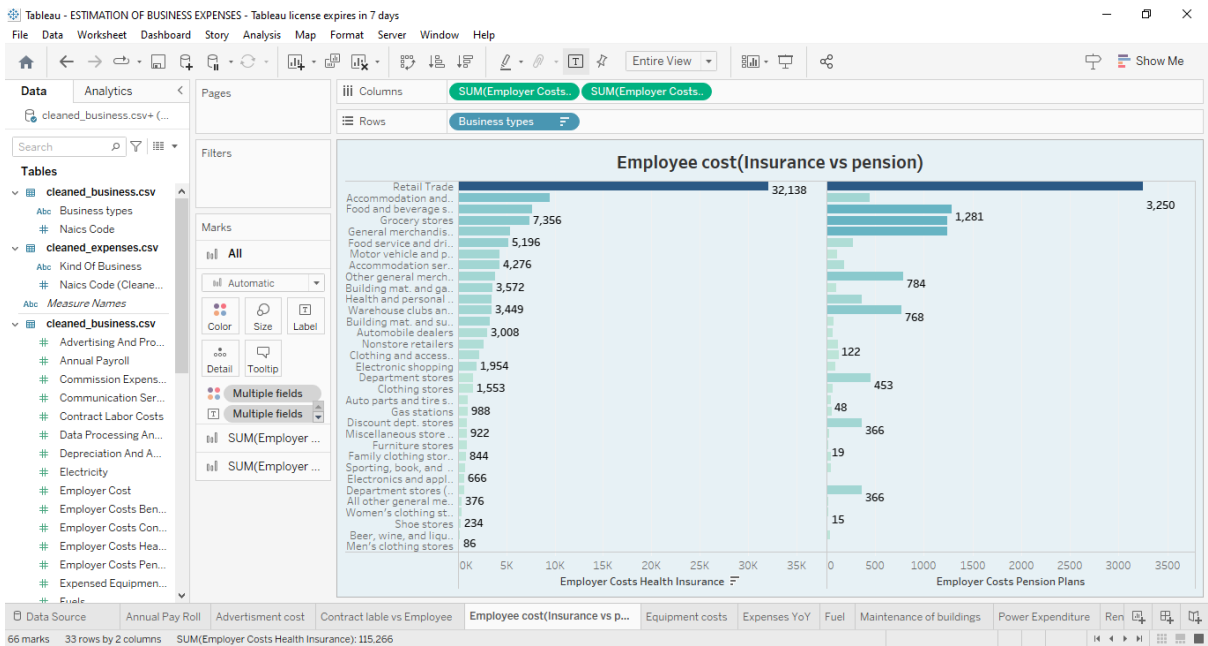 Tableau - ESTIMATION OF BUSINESS EXPENSES - Tableau license expires in 7 days
File Data Worksheet Dashboard Story Analysis Map Format Server Window Help
Entire View
Show Me
Data Analytics
cleaned_business.csv+ (...
Search
Tables
cleaned_business.csv
Abc Business types
# Naics Code
cleaned_expenses.csv
Abc Kind Of Business
# Naics Code (Cleane...
Abc Measure Names
cleaned_business.csv
# Advertising And Pro...
# Annual Payroll
# Commission Expens...
# Communication Ser...
# Contract Labor Costs
# Data Processing An...
# Depreciation And A...
# Electricity
# Employer Cost
# Employer Costs Ben...
# Employer Costs Con...
# Employer Costs Hea...
# Employer Costs Pen...
# Expensed Equipmen...
# Fuels
Pages
Filters
Marks
All
Automatic
Color Size Label
Detail Tooltip
Multiple fields
Multiple fields
SUM(Employer ...
SUM(Employer ...
Columns SUM(Employer Costs.. SUM(Employer Costs..
Rows Business types
Employee cost(Insurance vs pension)
Retail Trade 32,138 3,250
Accommodation and..
Food and beverage s.. 1,281
Grocery stores 7,356
General merchandis..
Food service and dri.. 5,196
Motor vehicle and p..
Accommodation ser.. 4,276
Other general merch.. 784
Building mat. and ga.. 3,572
Health and personal ..
Warehouse clubs an.. 3,449 768
Building mat. and su..
Automobile dealers 3,008
Nonstore retailers 122
Clothing and access..
Electronic shopping 1,954
Department stores 453
Clothing stores 1,553
Auto parts and tire s.. 48
Gas stations 988
Discount dept. stores 366
Miscellaneous store .. 922
Furniture stores 19
Family clothing stor.. 844
Sporting, book, and ..
Electronics and appl.. 666
Department stores (.. 366
All other general me.. 376
Women's clothing st.. 15
Shoe stores 234
Beer, wine, and liqu..
Men's clothing stores 86
0K 5K 10K 15K 20K 25K 30K 35K 0 500 1000 1500 2000 2500 3000 3500
Employer Costs Health Insurance Employer Costs Pension Plans
Data Source Annual Pay Roll Advertisment cost Contract lable vs Employee Employee cost(Insurance vs p... Equipment costs Expenses YoY Fuel Maintenance of buildings Power Expenditure Ren
66 marks 33 rows by 2 columns SUM(Employer Costs Health Insurance): 115,266